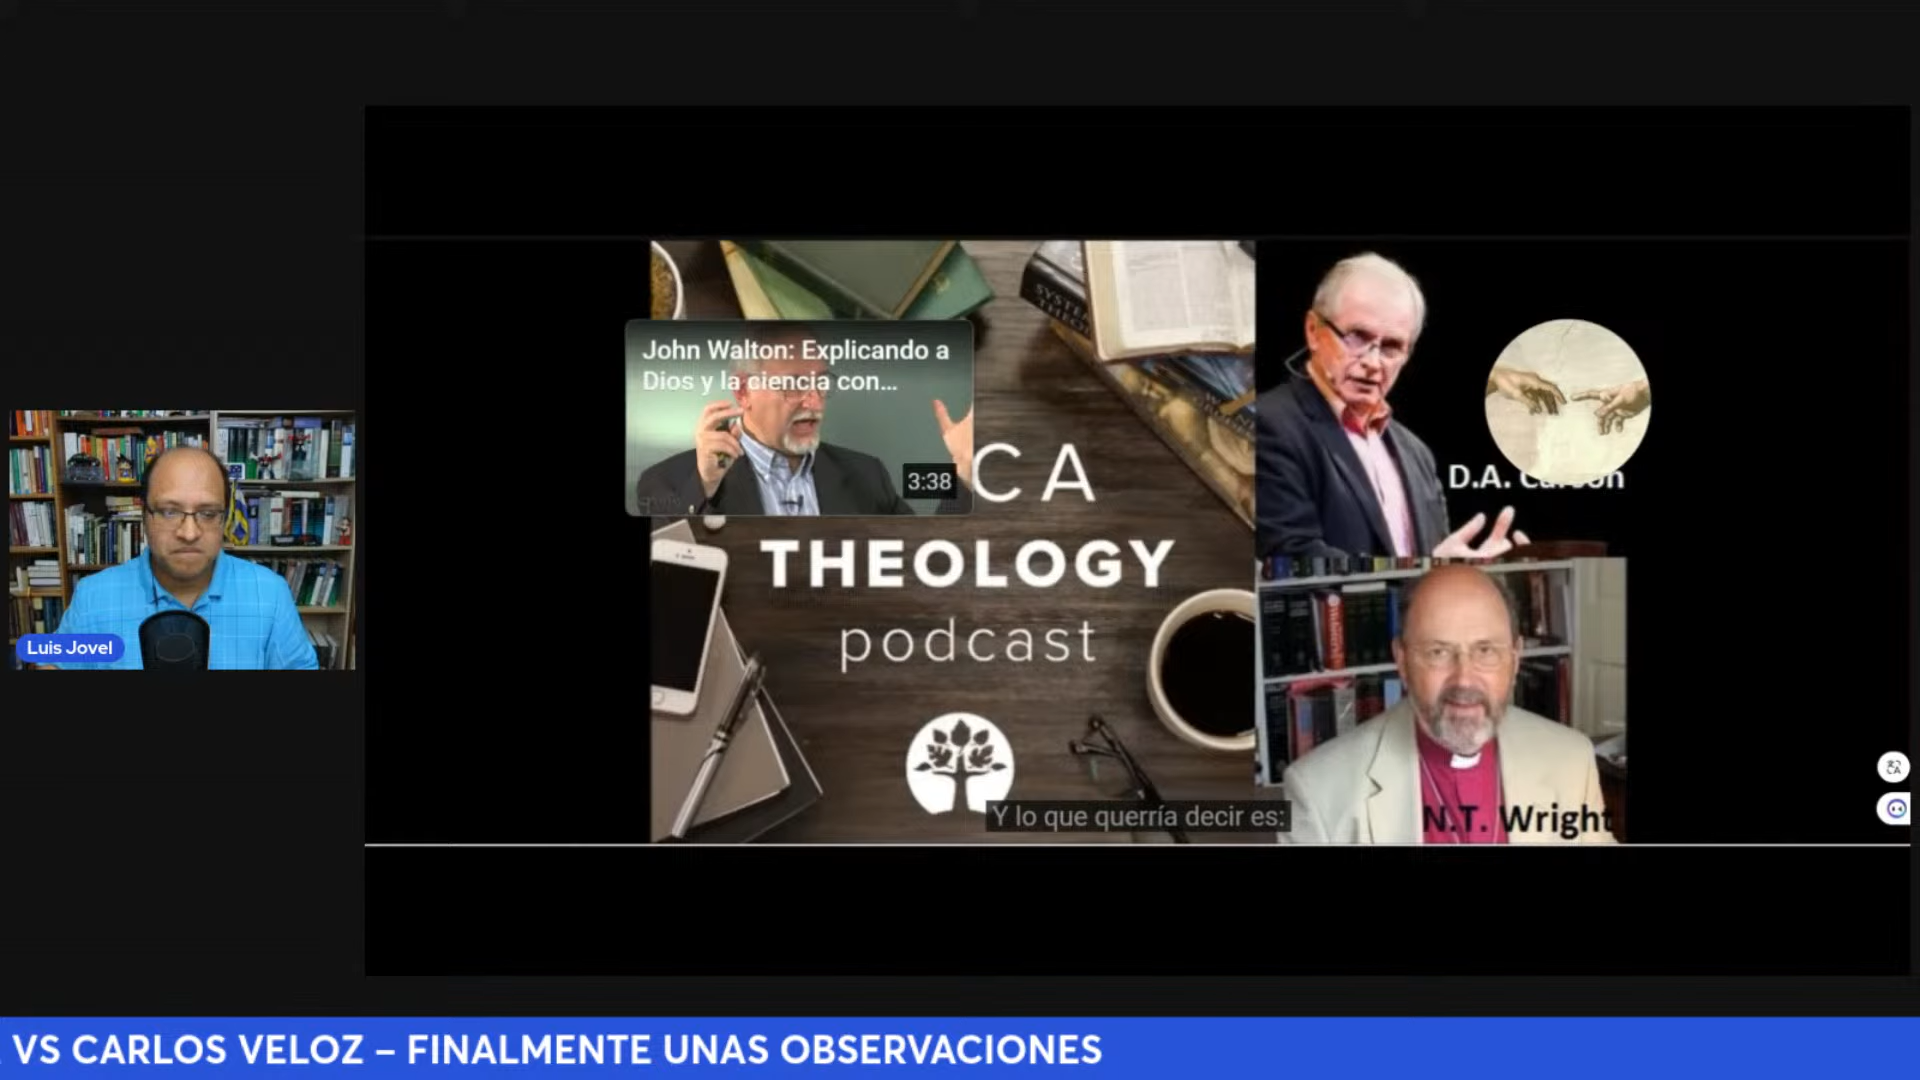 John Walton: Explicando a
Dios y la ciencia con...
3:38
CA
THEOLOGY
podcast
D.A.
N.T. Wright
Y lo que querría decir es:
Luis Jovel
VS CARLOS VELOZ – FINALMENTE UNAS OBSERVACIONES